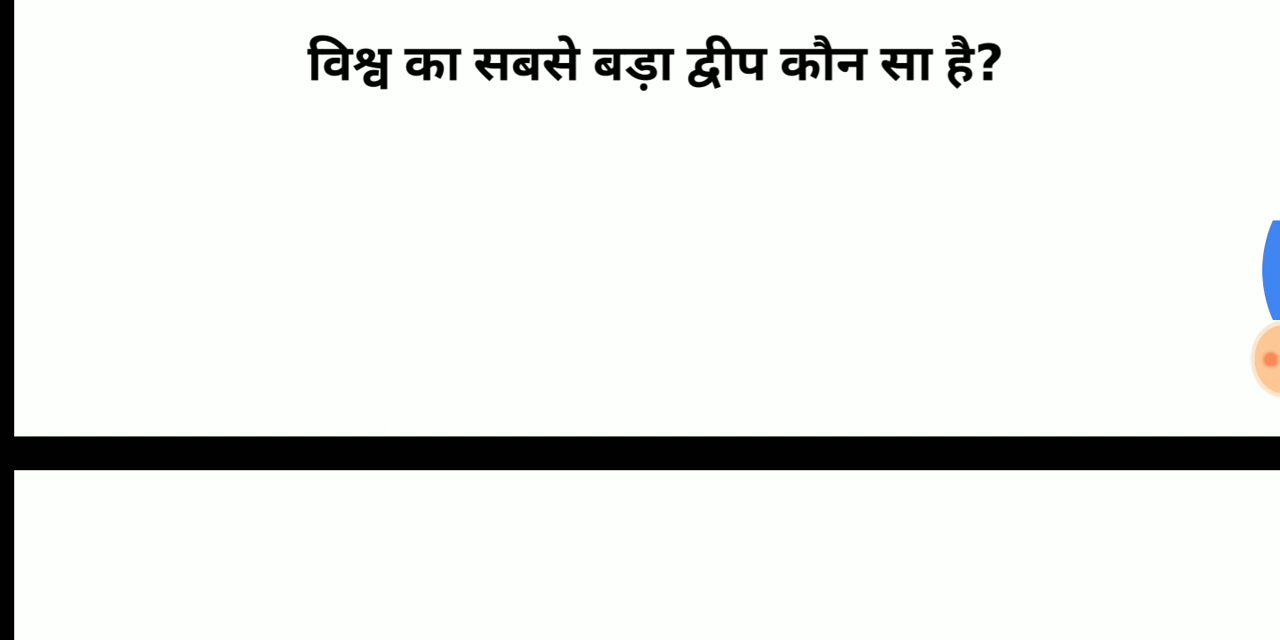 विश्व का सबसे बड़ा द्वीप कौन सा है?